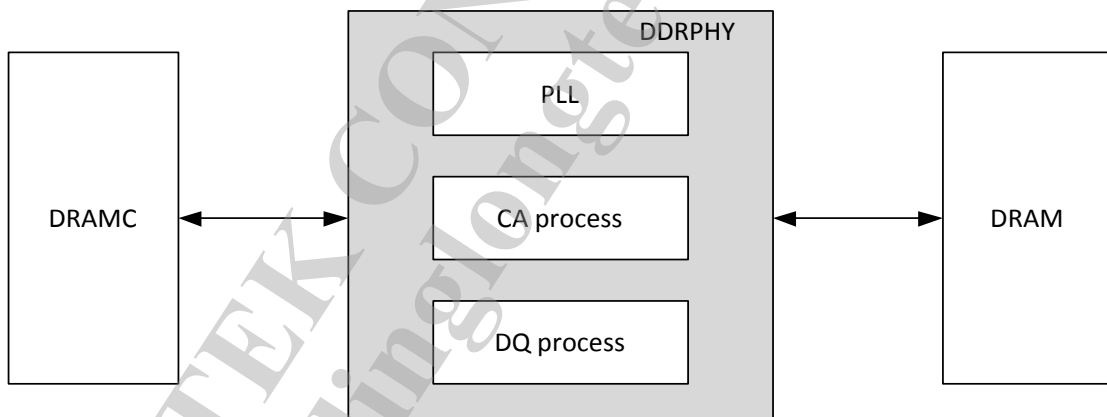 DDRPHY
PLL
DRAMC
CA process
DRAM
DQ process